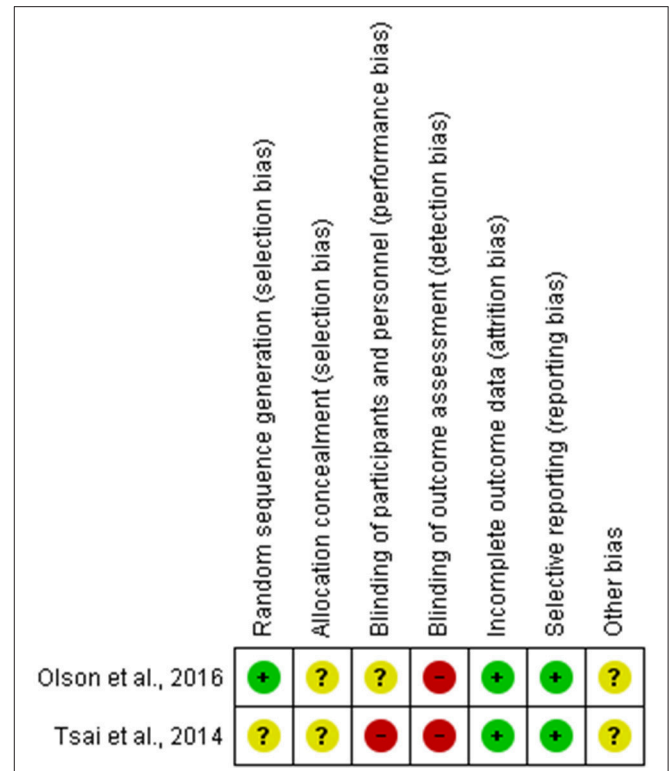 Random sequence generation (selection bias)
Allocation concealment (selection bias)
Blinding of participants and personnel (performance bias)
Blinding of outcome assessment (detection bias)
Incomplete outcome data (attrition bias)
Selective reporting (reporting bias)
Other bias
Olson et al., 2016 + ? ? - + + ?
Tsai et al., 2014 ? ? - - + + ?